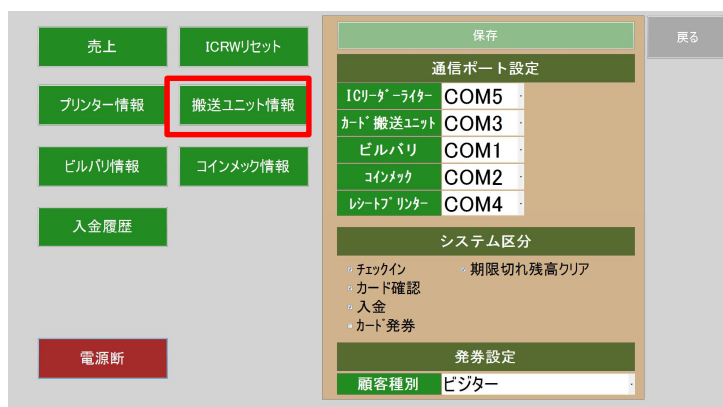 売上
ICRWリセット
プリンター情報
搬送ユニット情報
ビルバリ情報
コインメック情報
入金履歴
電源断
保存
通信ポート設定
ICリーダーライター COM5
カード搬送ユニット COM3
ビルバリ COM1
コインメック COM2
レシートプリンター COM4
システム区分
チェックイン
期限切れ残高クリア
カード確認
入金
カード発券
発券設定
顧客種別 ビジター
戻る